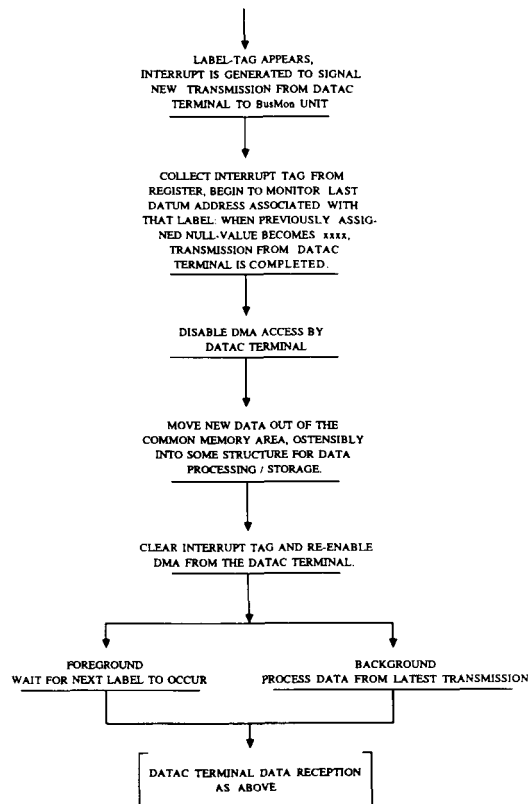 LABEL-TAG APPEARS,
INTERRUPT IS GENERATED TO SIGNAL
NEW TRANSMISSION FROM DATAC
TERMINAL TO BusMon UNIT
COLLECT INTERRUPT TAG FROM
REGISTER, BEGIN TO MONITOR LAST
DATUM ADDRESS ASSOCIATED WITH
THAT LABEL: WHEN PREVIOUSLY ASSIG-
NED NULL-VALUE BECOMES xxxx,
TRANSMISSION FROM DATAC
TERMINAL IS COMPLETED.
DISABLE DMA ACCESS BY
DATAC TERMINAL
MOVE NEW DATA OUT OF THE
COMMON MEMORY AREA, OSTENSIBLY
INTO SOME STRUCTURE FOR DATA
PROCESSING / STORAGE.
CLEAR INTERRUPT TAG AND RE-ENABLE
DMA FROM THE DATAC TERMINAL.
FOREGROUND
WAIT FOR NEXT LABEL TO OCCUR
BACKGROUND
PROCESS DATA FROM LATEST TRANSMISSION
DATAC TERMINAL DATA RECEPTION
AS ABOVE